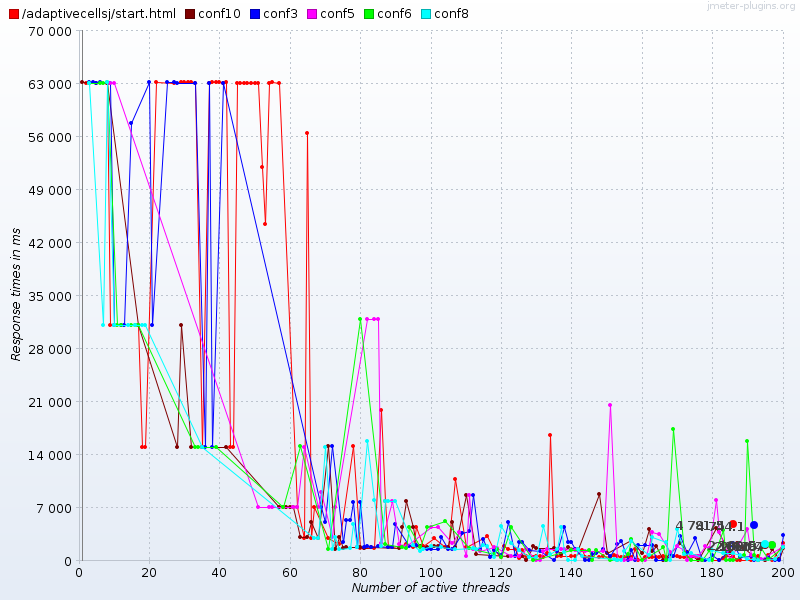 jmeter-plugins.org
/adaptivecellsj/start.html conf10 conf3 conf5 conf6 conf8
70 000
63 000
56 000
49 000
42 000
35 000
28 000
21 000
14 000
7 000
0
Response times in ms
0 20 40 60 80 100 120 140 160 180 200
Number of active threads